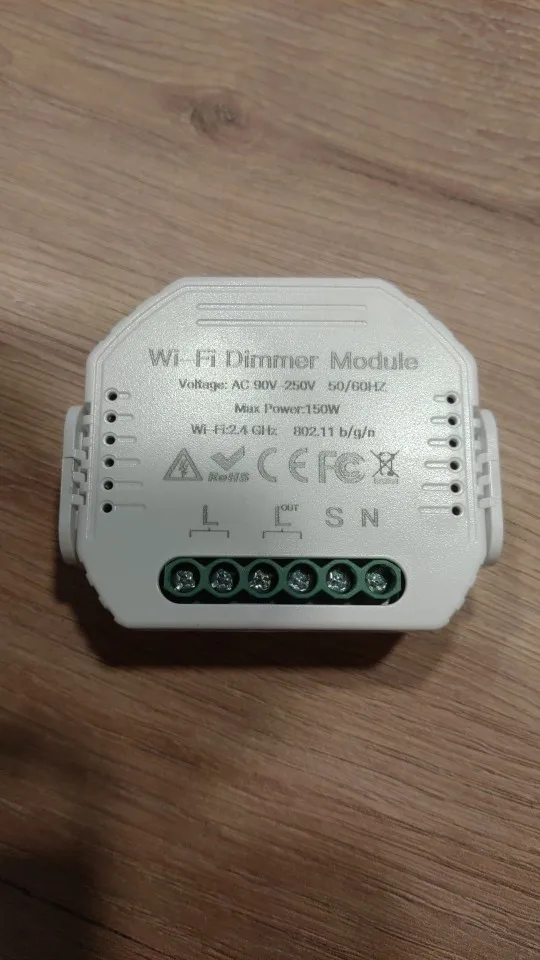 Wi-Fi Dimmer Module
Voltage: AC 90V-250V 50/60HZ
Max Power:150W
Wi-Fi:2.4 GHz 802.11 b/g/n
RoHS CE FC
L L OUT S N